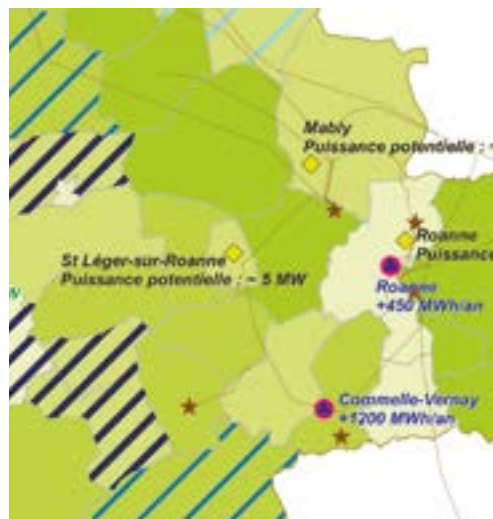 Mably
Puissance potentielle : ~
Roanne
Puissance
St Léger-sur-Roanne
Puissance potentielle : ~ 5 MW
Roanne
+450 MWh/an
Commelle-Vernay
+1200 MWh/an